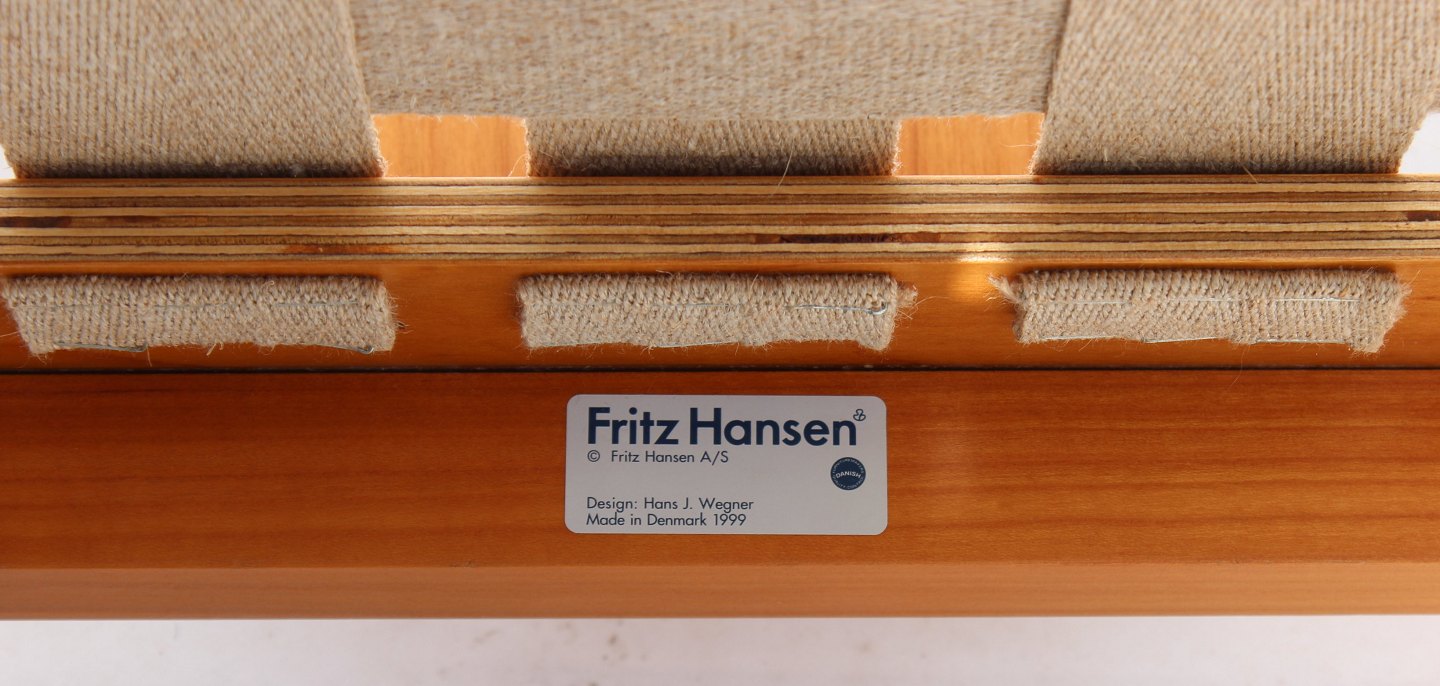 Fritz Hansen
© Fritz Hansen A/S
DANISH
Design: Hans J. Wegner
Made in Denmark 1999